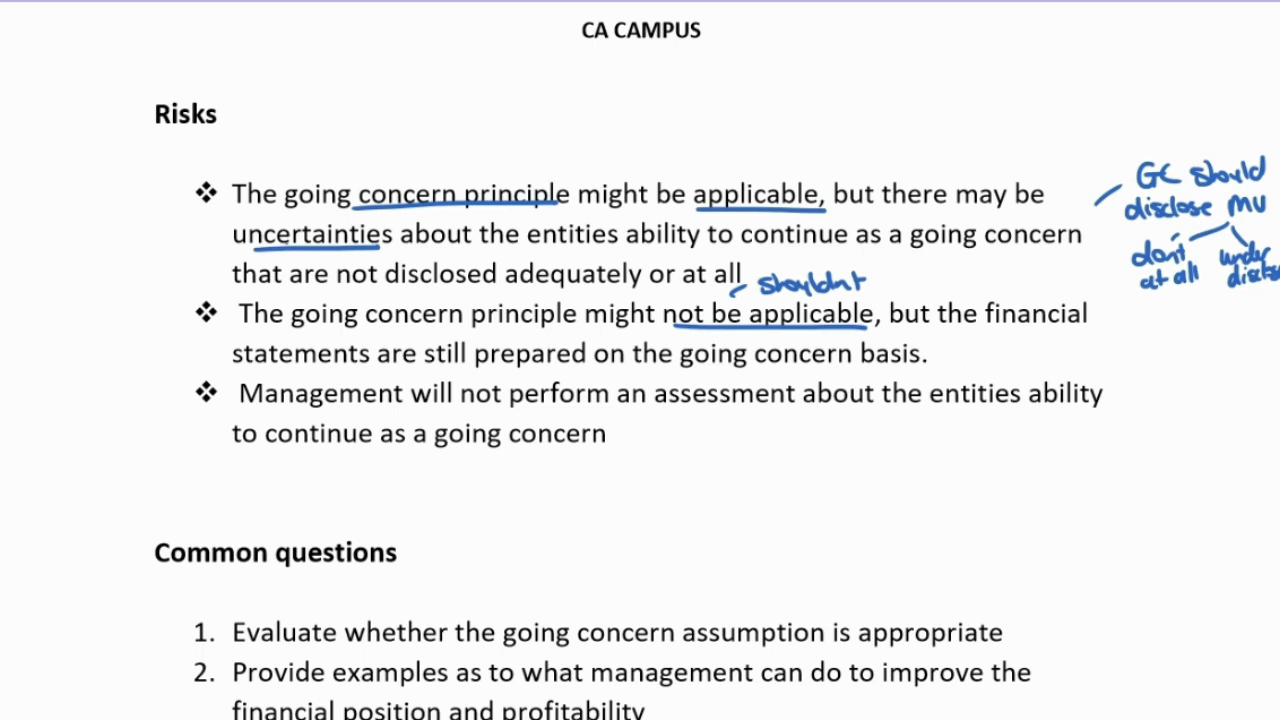 CA CAMPUS
Risks
❖ The going concern principle might be applicable, but there may be
uncertainties about the entities ability to continue as a going concern
that are not disclosed adequately or at all
shouldn't
❖ The going concern principle might not be applicable, but the financial
statements are still prepared on the going concern basis.
❖ Management will not perform an assessment about the entities ability
to continue as a going concern
GC should
disclose MU
don't
at all
under
Common questions
1. Evaluate whether the going concern assumption is appropriate
2. Provide examples as to what management can do to improve the
financial position and profitability